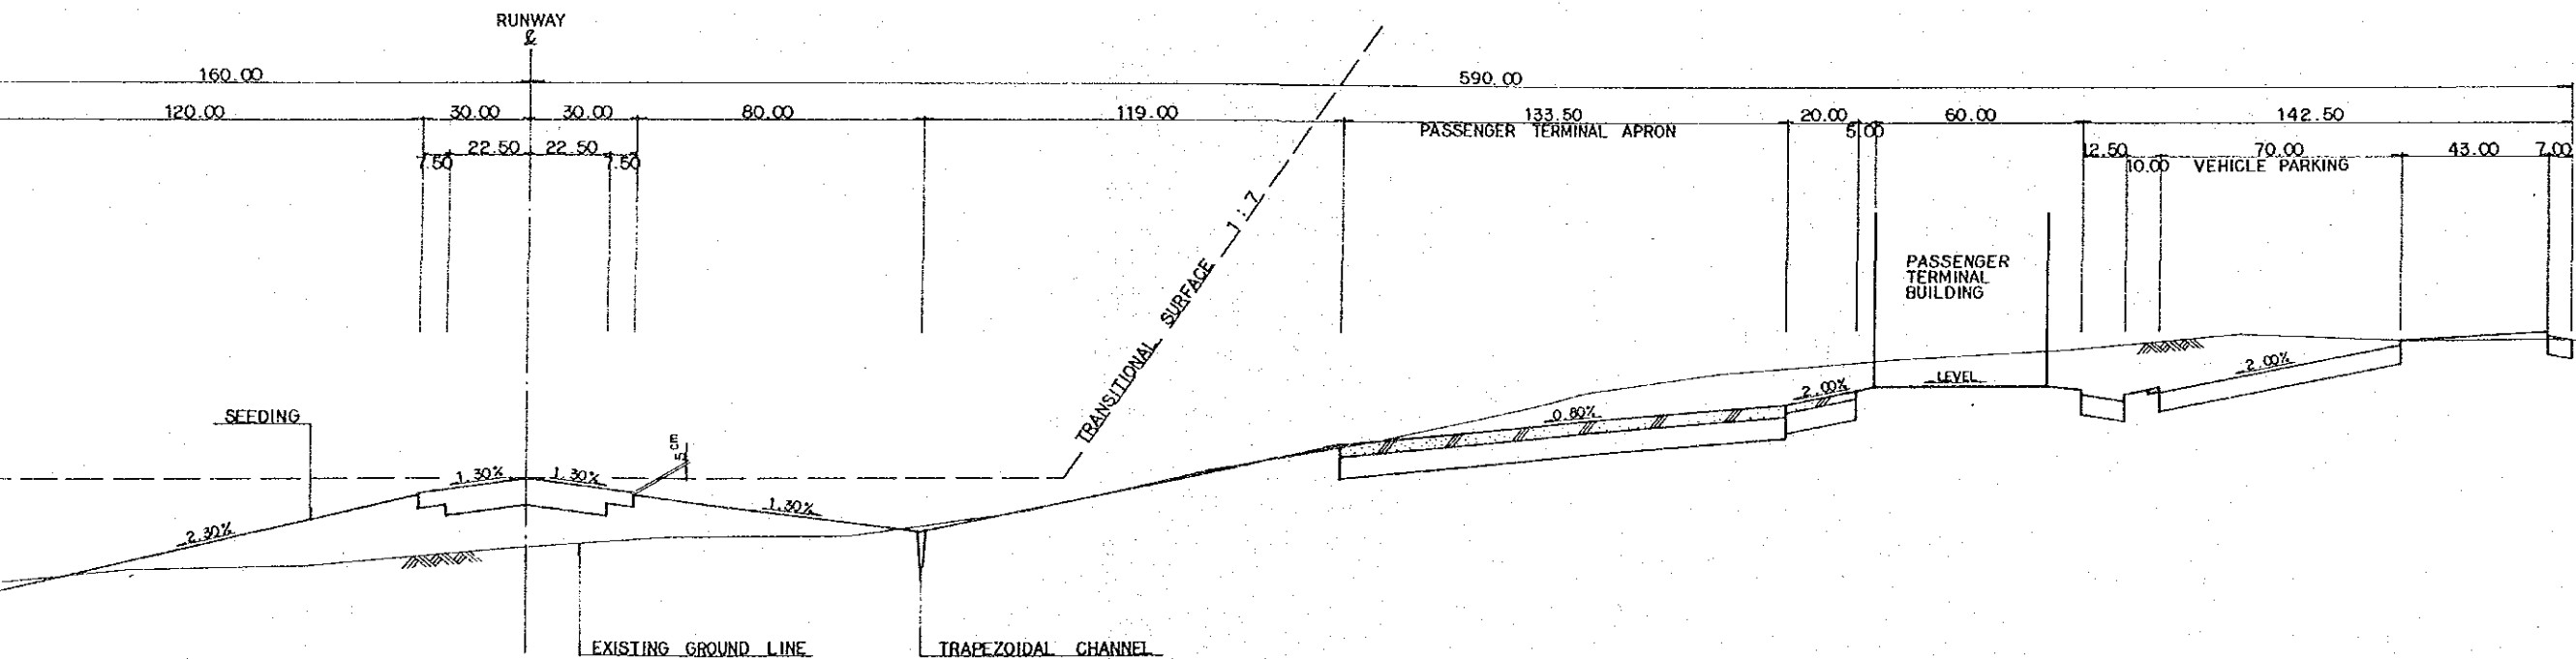 RUNWAY
℄
160.00
590.00
120.00
30.00
30.00
80.00
119.00
133.50
20.00
5.00
60.00
142.50
PASSENGER TERMINAL APRON
7.50
22.50
22.50
7.50
12.50
10.00
70.00
43.00
7.00
VEHICLE PARKING
TRANSITIONAL SURFACE 1:7
PASSENGER
TERMINAL
BUILDING
LEVEL
2.00%
2.00%
0.80%
SEEDING
5 cm
1.30%
1.30%
1.30%
2.30%
EXISTING GROUND LINE
TRAPEZOIDAL CHANNEL